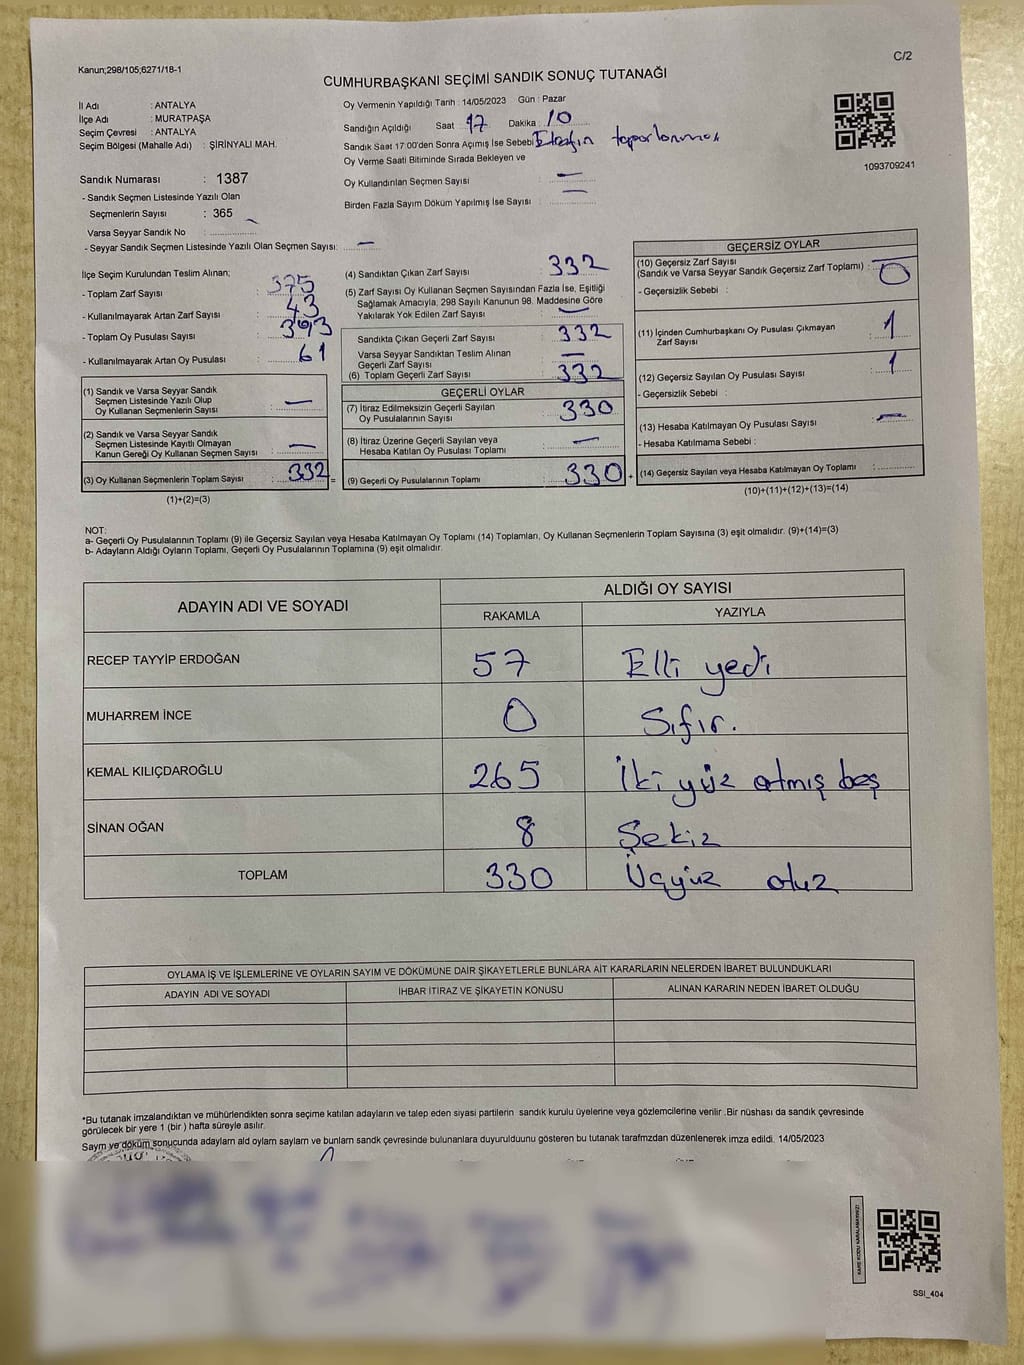 Kanun;298/105;6271/18-1
C/2
CUMHURBAŞKANI SEÇİMİ SANDIK SONUÇ TUTANAĞI
İl Adı : ANTALYA
İlçe Adı : MURATPAŞA
Seçim Çevresi : ANTALYA
Seçim Bölgesi (Mahalle Adı) : ŞİRİNYALI MAH.
Sandık Numarası : 1387
- Sandık Seçmen Listesinde Yazılı Olan
Seçmenlerin Sayısı : 365
Varsa Seyyar Sandık No : -
- Seyyar Sandık Seçmen Listesinde Yazılı Olan Seçmen Sayısı: -
Oy Vermenin Yapıldığı Tarih : 14/05/2023 Gün : Pazar
Sandığın Açıldığı Saat 17 Dakika : 10
Sandık Saat 17:00'den Sonra Açımış İse Sebebi Etrafın toparlanması
Oy Verme Saati Bitiminde Sırada Bekleyen ve
Oy Kullandırılan Seçmen Sayısı : -
Birden Fazla Sayım Döküm Yapılmış İse Sayısı : -
1093709241
İlçe Seçim Kurulundan Teslim Alınan;
- Toplam Zarf Sayısı : 375
- Kullanılmayarak Artan Zarf Sayısı : 43
- Toplam Oy Pusulası Sayısı : 393
- Kullanılmayarak Artan Oy Pusulası : 61
(1) Sandık ve Varsa Seyyar Sandık
Seçmen Listesinde Yazılı Olup
Oy Kullanan Seçmenlerin Sayısı : -
(2) Sandık ve Varsa Seyyar Sandık
Seçmen Listesinde Kayıtlı Olmayan
Kanun Gereği Oy Kullanan Seçmen Sayısı : -
(3) Oy Kullanan Seçmenlerin Toplam Sayısı : 332 =
(1)+(2)=(3)
(4) Sandıktan Çıkan Zarf Sayısı : 332
(5) Zarf Sayısı Oy Kullanan Seçmen Sayısından Fazla İse, Eşitliği
Sağlamak Amacıyla, 298 Sayılı Kanunun 98. Maddesine Göre
Yakılarak Yok Edilen Zarf Sayısı : -
Sandıkta Çıkan Geçerli Zarf Sayısı : 332
Varsa Seyyar Sandıktan Teslim Alınan
Geçerli Zarf Sayısı : -
(6) Toplam Geçerli Zarf Sayısı : 332
GEÇERLİ OYLAR
(7) İtiraz Edilmeksizin Geçerli Sayılan
Oy Pusulalarının Sayısı : 330
(8) İtiraz Üzerine Geçerli Sayılan veya
Hesaba Katılan Oy Pusulası Toplamı : -
(9) Geçerli Oy Pusulalarının Toplamı : 330 +
GEÇERSİZ OYLAR
(10) Geçersiz Zarf Sayısı
(Sandık ve Varsa Seyyar Sandık Geçersiz Zarf Toplamı) : 0
- Geçersizlik Sebebi :
(11) İçinden Cumhurbaşkanı Oy Pusulası Çıkmayan
Zarf Sayısı : 1
(12) Geçersiz Sayılan Oy Pusulası Sayısı : 1
- Geçersizlik Sebebi :
(13) Hesaba Katılmayan Oy Pusulası Sayısı : -
- Hesaba Katılmama Sebebi :
(14) Geçersiz Sayılan veya Hesaba Katılmayan Oy Toplamı :
(10)+(11)+(12)+(13)=(14)
NOT:
a- Geçerli Oy Pusulalarının Toplamı (9) ile Geçersiz Sayılan veya Hesaba Katılmayan Oy Toplamı (14) Toplamları, Oy Kullanan Seçmenlerin Toplam Sayısına (3) eşit olmalıdır. (9)+(14)=(3)
b- Adayların Aldığı Oyların Toplamı, Geçerli Oy Pusulalarının Toplamına (9) eşit olmalıdır.
ADAYIN ADI VE SOYADI
ALDIĞI OY SAYISI
RAKAMLA YAZIYLA
RECEP TAYYİP ERDOĞAN 57 Elli yedi
MUHARREM İNCE 0 Sıfır.
KEMAL KILIÇDAROĞLU 265 İki yüz atmış beş
SİNAN OĞAN 8 Şekiz
TOPLAM 330 Üçyüz otuz
OYLAMA İŞ VE İŞLEMLERİNE VE OYLARIN SAYIM VE DÖKÜMÜNE DAİR ŞİKAYETLERLE BUNLARA AİT KARARLARIN NELERDEN İBARET BULUNDUKLARI
ADAYIN ADI VE SOYADI İHBAR İTİRAZ VE ŞİKAYETİN KONUSU ALINAN KARARIN NEDEN İBARET OLDUĞU
*Bu tutanak imzalandıktan ve mühürlendikten sonra seçime katılan adayların ve talep eden siyasi partilerin sandık kurulu üyelerine veya gözlemcilerine verilir .Bir nüshası da sandık çevresinde
görülecek bir yere 1 (bir ) hafta süreyle asılır.
Saym ve döküm sonucunda adaylarn ald oylarn saylarn ve bunlarn sandk çevresinde bulunanlara duyurulduunu gösteren bu tutanak tarafmzdan düzenlenerek imza edildi. 14/05/2023
KARE KODU KARALAMAYINIZ!
SSI_404